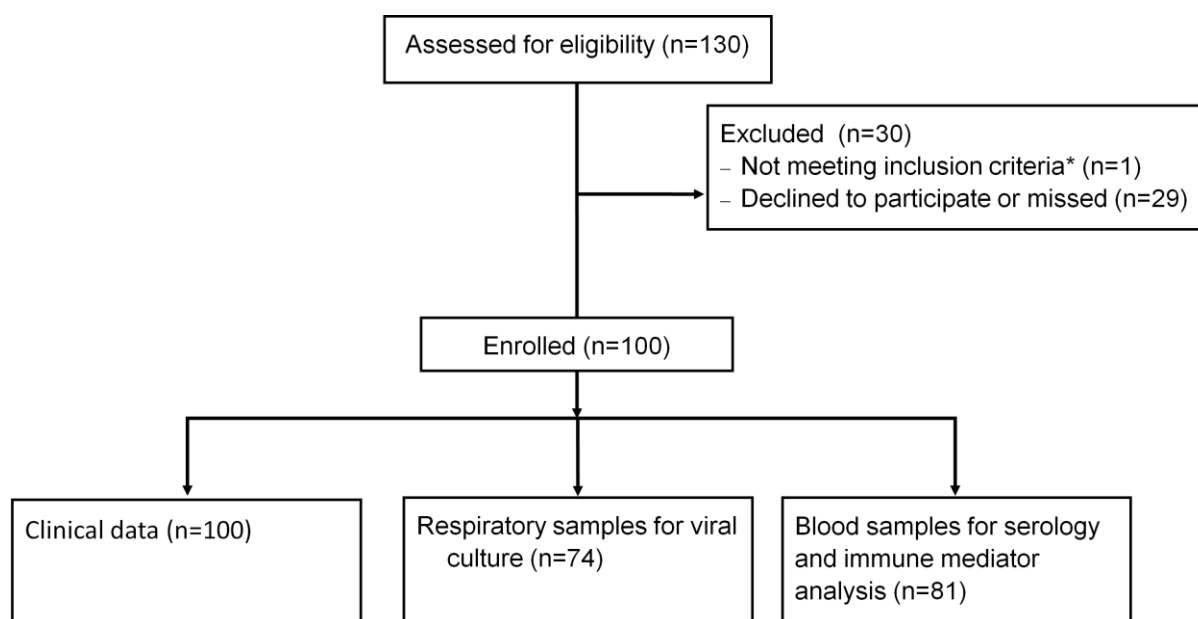 Assessed for eligibility (n=130)
Excluded (n=30)
– Not meeting inclusion criteria* (n=1)
– Declined to participate or missed (n=29)
Enrolled (n=100)
Clinical data (n=100)
Respiratory samples for viral
culture (n=74)
Blood samples for serology
and immune mediator
analysis (n=81)